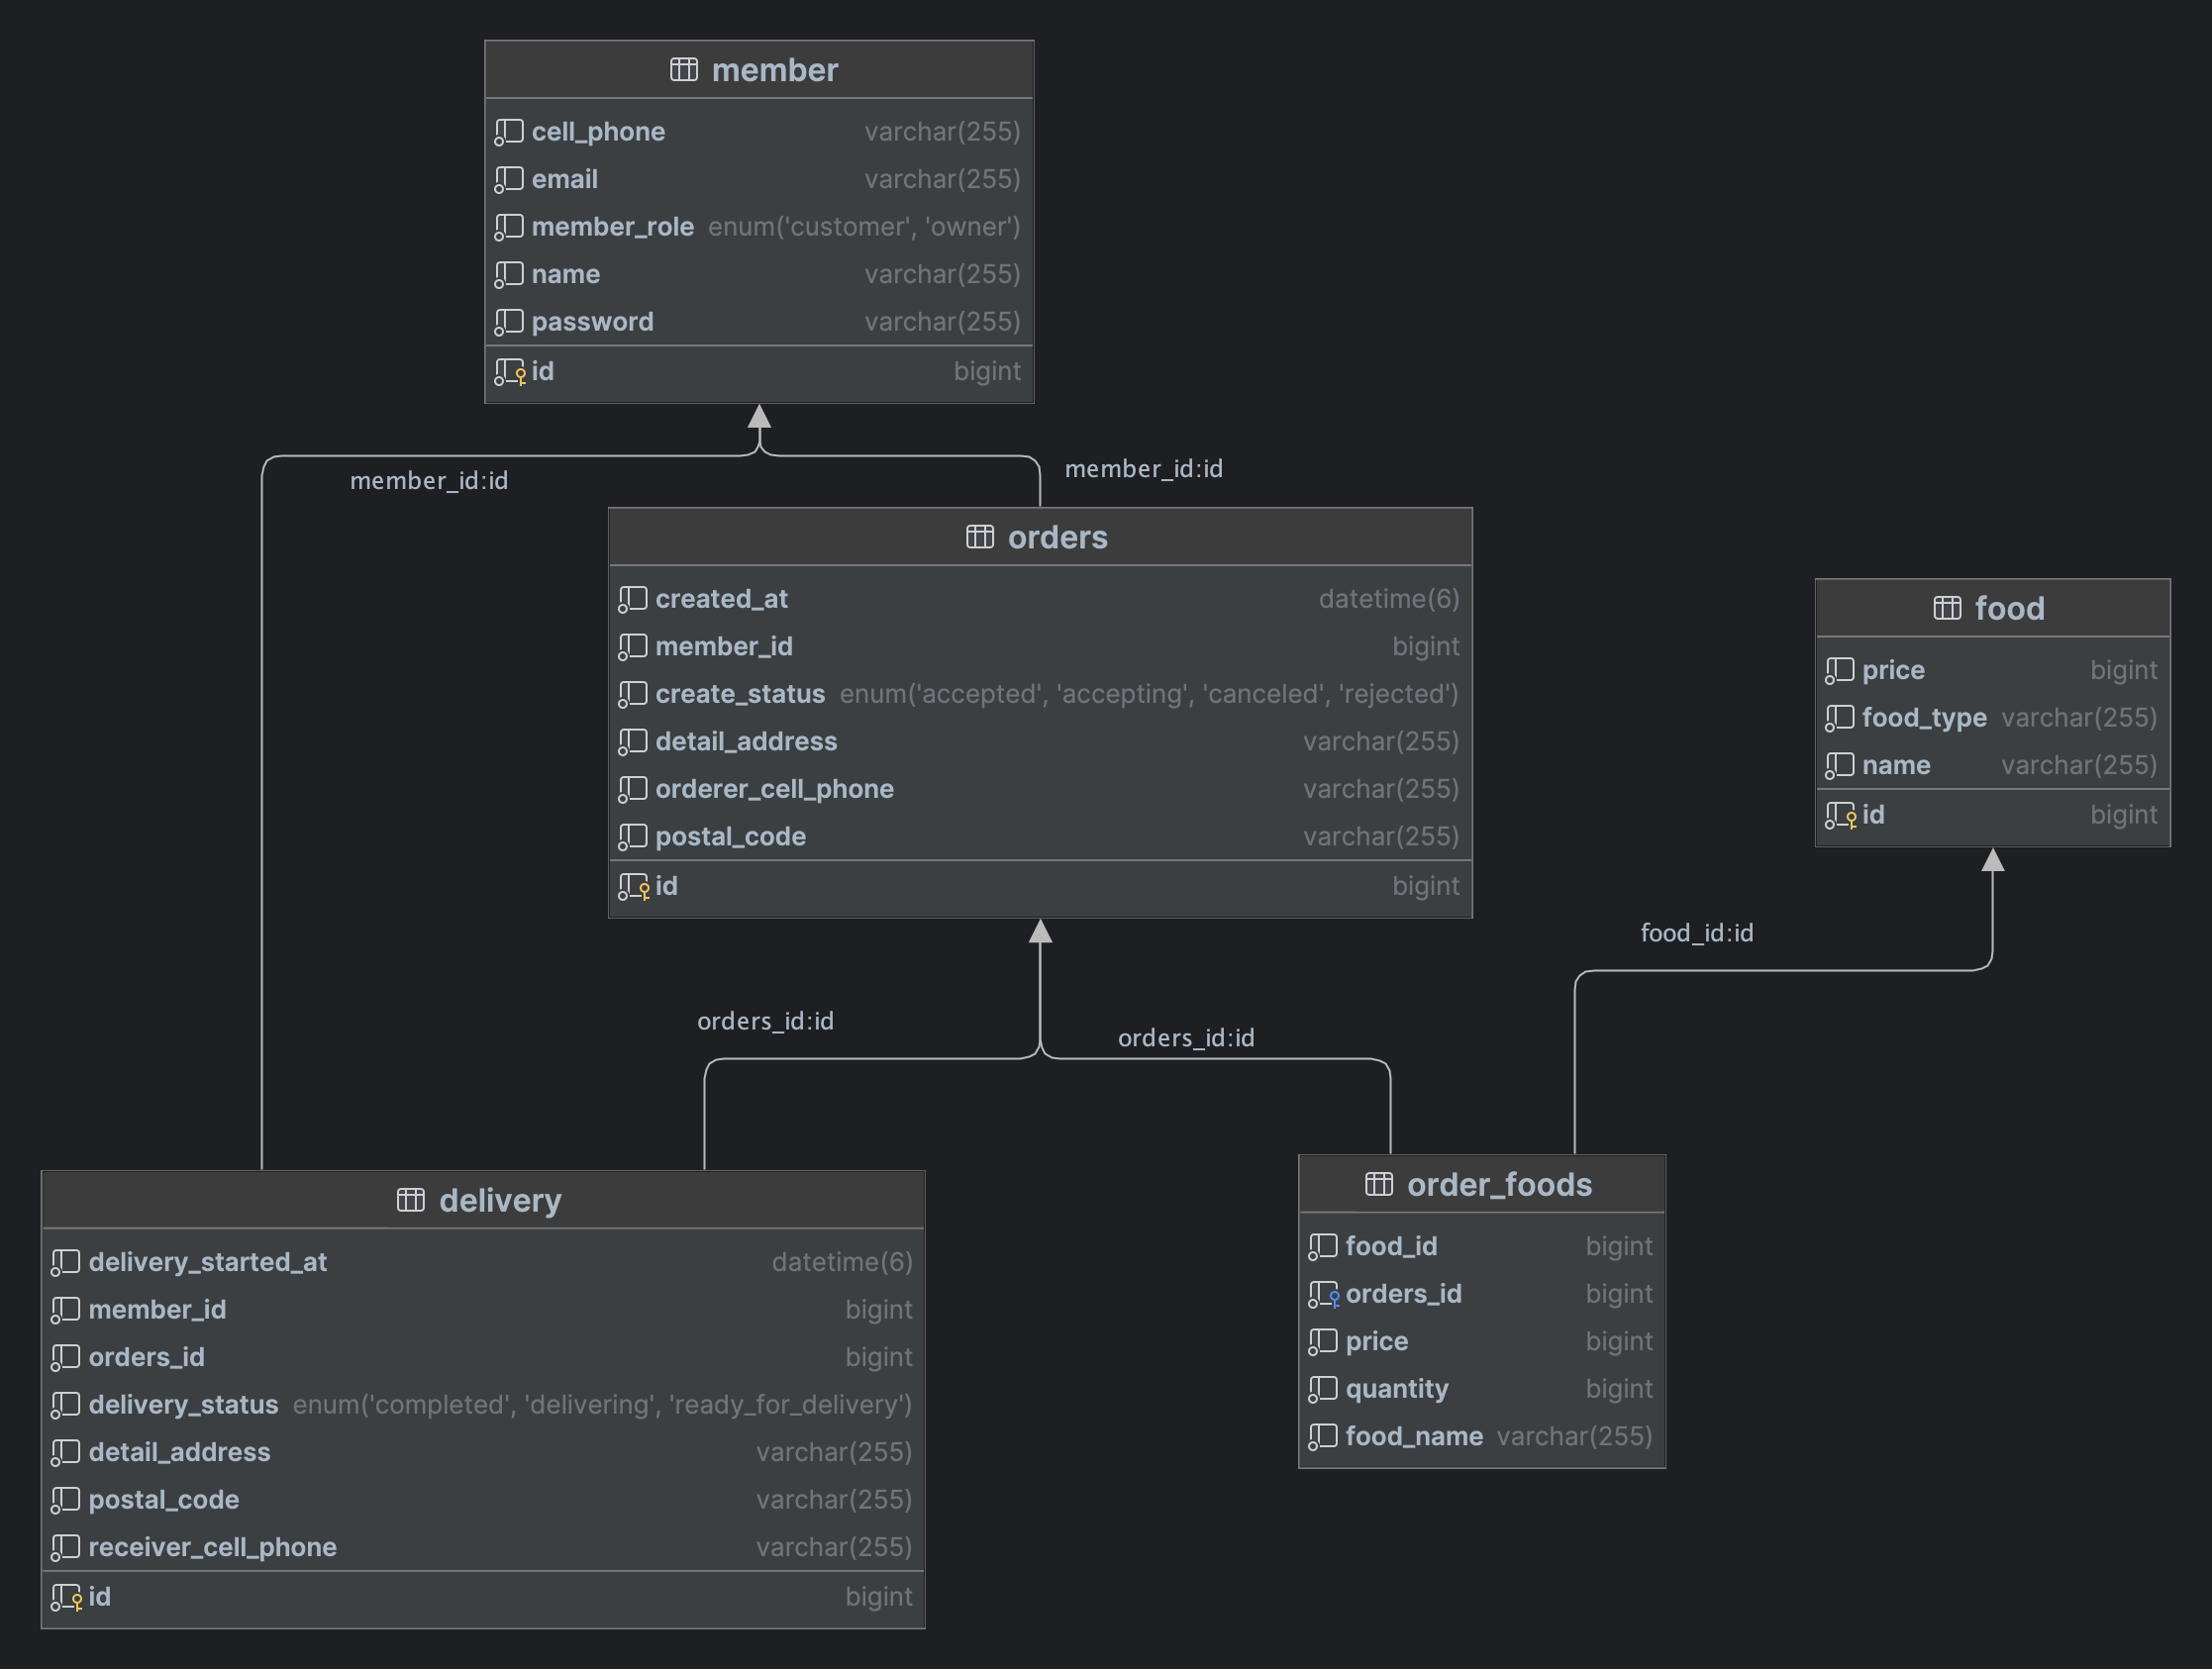 member
cell_phone varchar(255)
email varchar(255)
member_role enum('customer', 'owner')
name varchar(255)
password varchar(255)
id bigint
member_id:id
member_id:id
orders
created_at datetime(6)
member_id bigint
create_status enum('accepted', 'accepting', 'canceled', 'rejected')
detail_address varchar(255)
orderer_cell_phone varchar(255)
postal_code varchar(255)
id bigint
food
price bigint
food_type varchar(255)
name varchar(255)
id bigint
food_id:id
orders_id:id
orders_id:id
delivery
delivery_started_at datetime(6)
member_id bigint
orders_id bigint
delivery_status enum('completed', 'delivering', 'ready_for_delivery')
detail_address varchar(255)
postal_code varchar(255)
receiver_cell_phone varchar(255)
id bigint
order_foods
food_id bigint
orders_id bigint
price bigint
quantity bigint
food_name varchar(255)